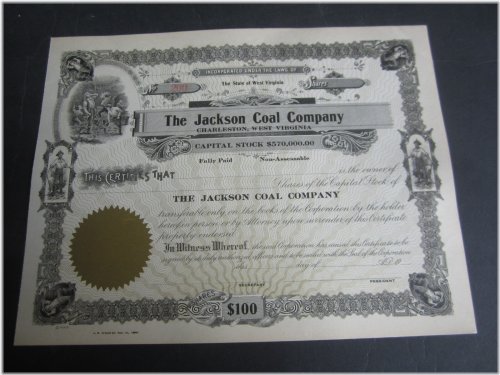 INCORPORATED UNDER THE LAWS OF
The State of West Virginia
Shares
The Jackson Coal Company
CHARLESTON, WEST VIRGINIA
CAPITAL STOCK $570,000.00
Fully Paid Non-Assessable
THIS CERTIFIES THAT
is the owner of
Shares of the Capital Stock of
THE JACKSON COAL COMPANY
transferable only on the books of the Corporation by the holder
hereof in person or by Attorney upon surrender of this Certificate
properly endorsed.
In Witness Whereof, the said Corporation has caused this Certificate to be
signed by its duly authorized officers and to be sealed with the Seal of the Corporation
this day of A.D. 19
SECRETARY PRESIDENT
SHARES
$100